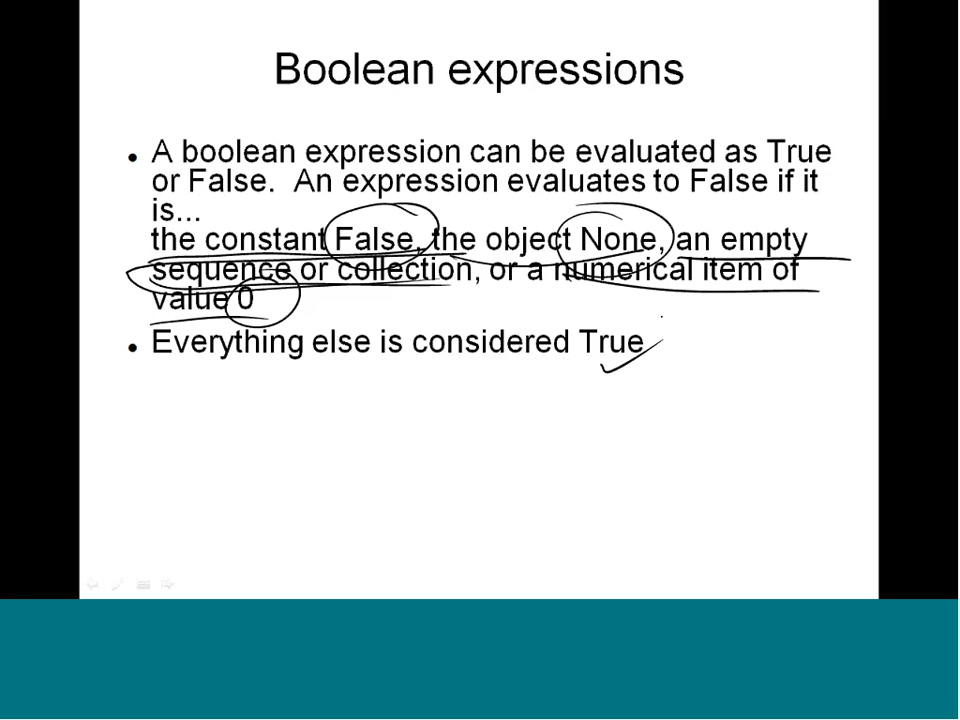 Boolean expressions
• A boolean expression can be evaluated as True
or False. An expression evaluates to False if it
is...
the constant False, the object None, an empty
sequence or collection, or a numerical item of
value 0
• Everything else is considered True